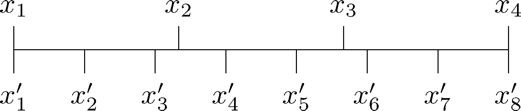 x₁ x₂ x₃ x₄
x′₁ x′₂ x′₃ x′₄ x′₅ x′₆ x′₇ x′₈